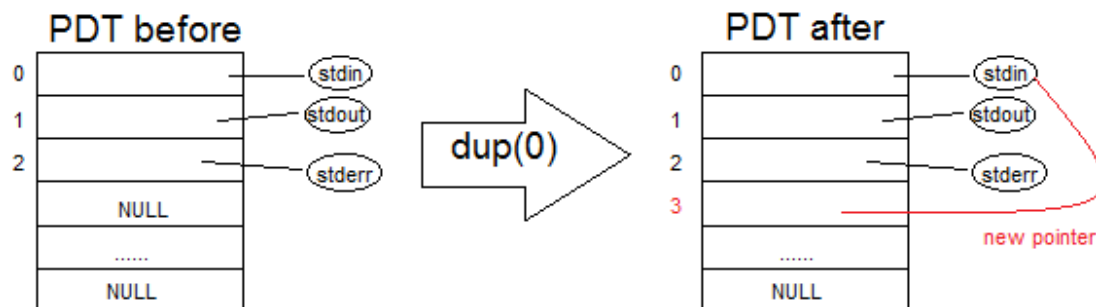 PDT before
0
stdin
1
stdout
2
stderr
NULL
......
NULL
dup(0)
PDT after
0
stdin
1
stdout
2
stderr
3
new pointer
......
NULL